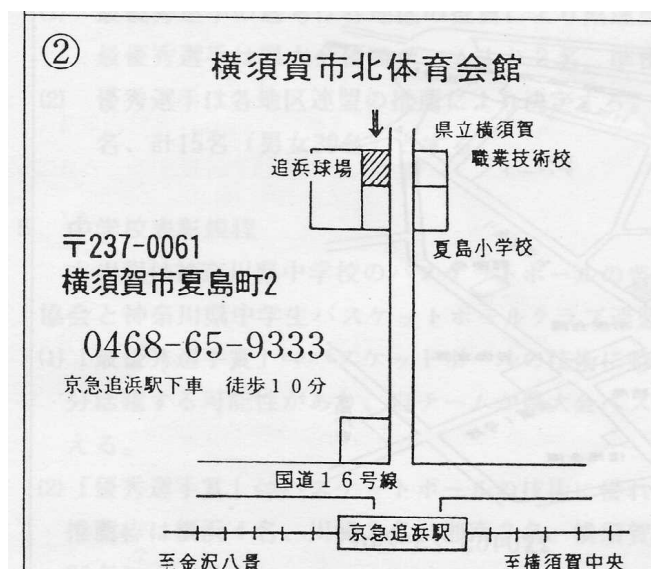 ②
横須賀市北体育会館
県立横須賀
職業技術校
追浜球場
夏島小学校
〒237-0061
横須賀市夏島町2
0468-65-9333
京急追浜駅下車 徒歩10分
国道16号線
京急追浜駅
至金沢八景
至横須賀中央